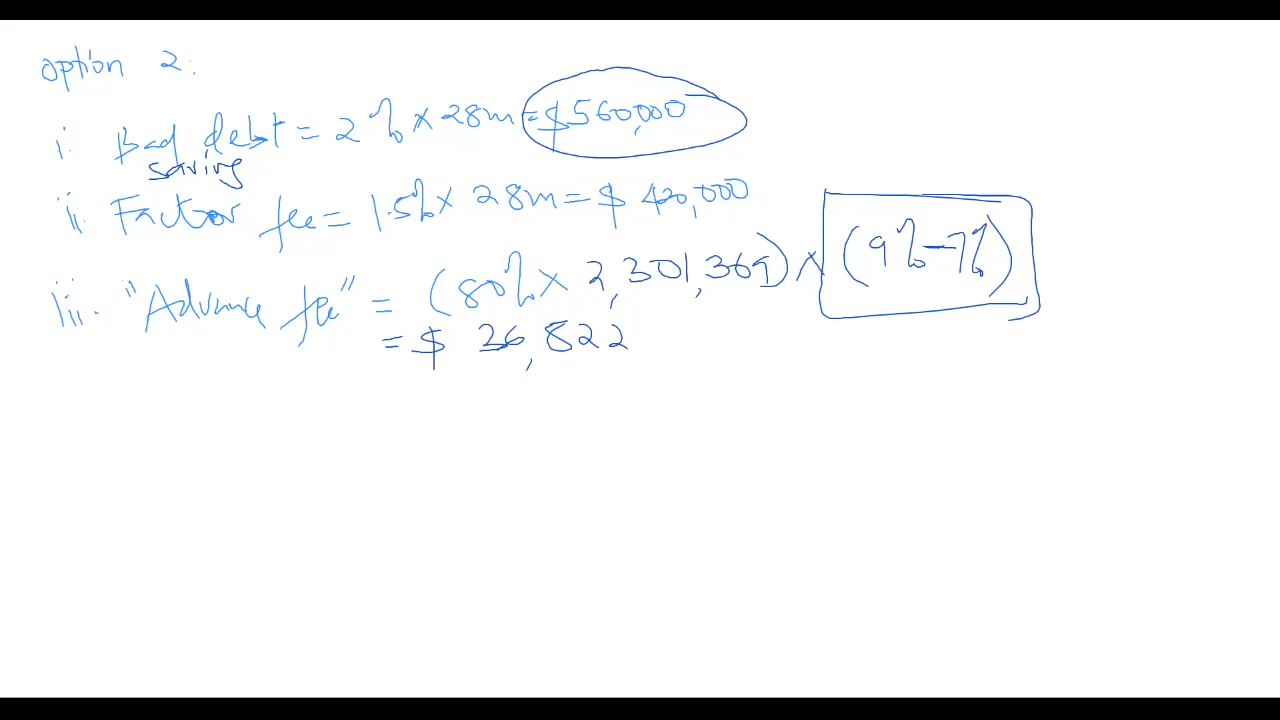 option 2:
i. Bad debt = 2% × 28m = $560,000
saving
ii. Factor fee = 1.5% × 28m = $ 420,000
iii. "Advance fee" = (80% × 2,301,369) × (9% – 7%)
= $ 36,822